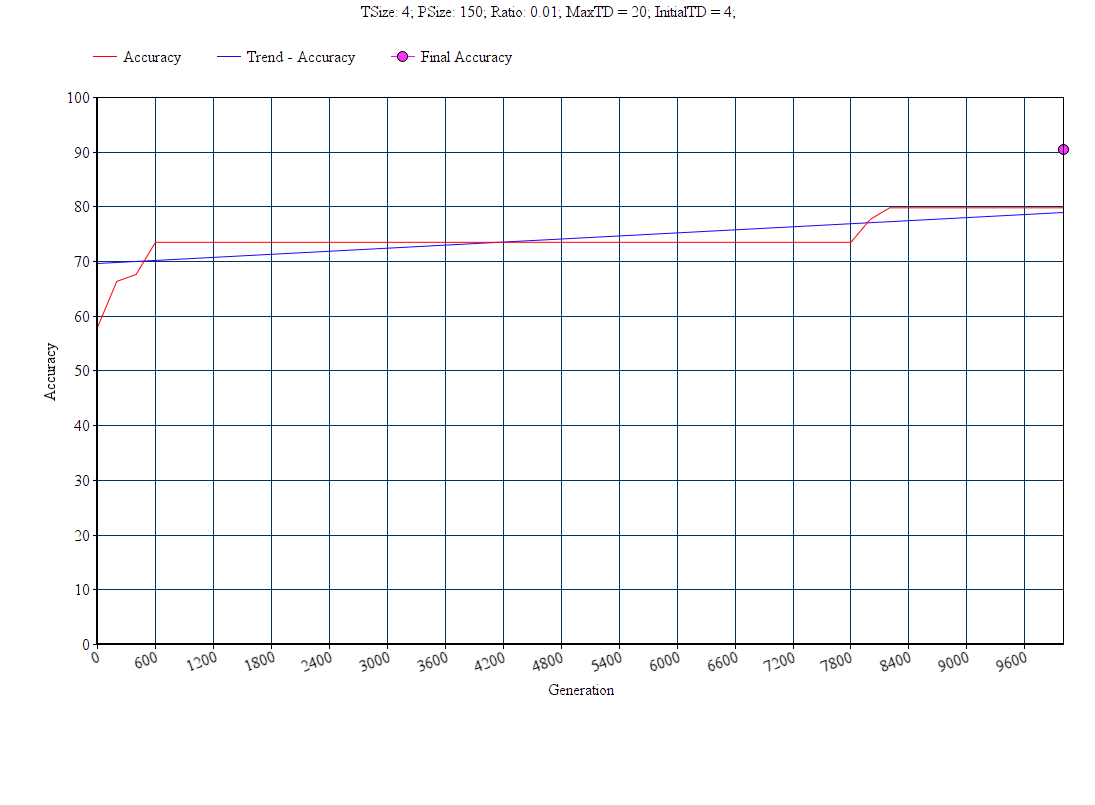 TSize: 4; PSize: 150; Ratio: 0.01; MaxTD = 20; InitialTD = 4;
Accuracy Trend - Accuracy Final Accuracy
100
90
80
70
60
50
40
30
20
10
0
Accuracy
0 600 1200 1800 2400 3000 3600 4200 4800 5400 6000 6600 7200 7800 8400 9000 9600
Generation